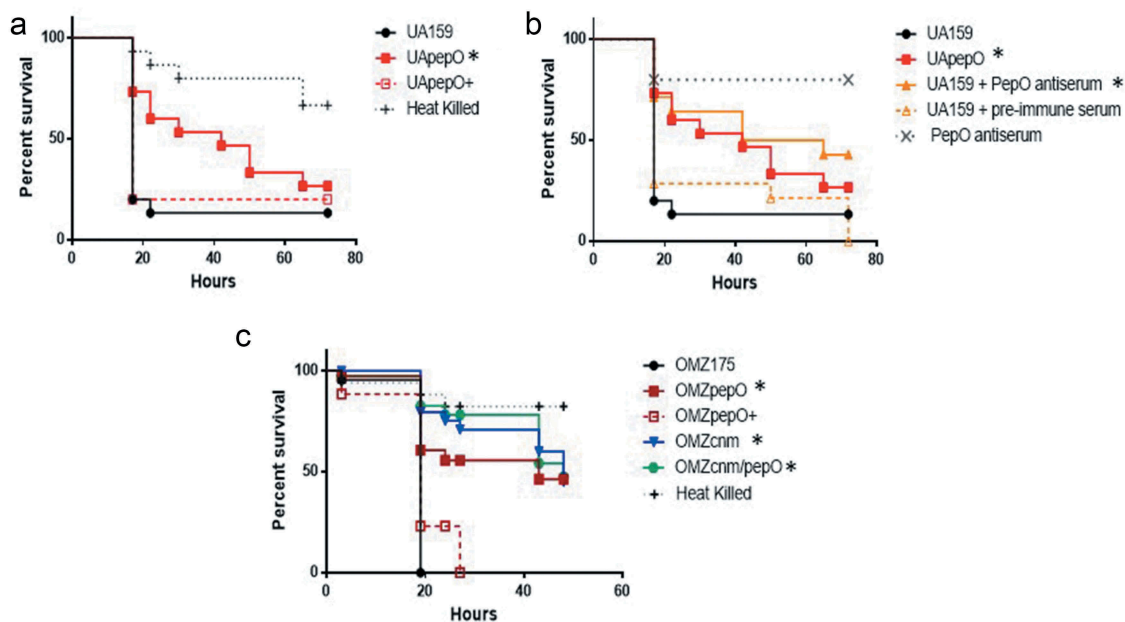 a
Percent survival
100
50
0
0
20
40
60
80
Hours
UA159
UApepO *
UApepO+
Heat Killed
b
Percent survival
100
50
0
0
20
40
60
80
Hours
UA159
UApepO *
UA159 + PepO antiserum *
UA159 + pre-immune serum
PepO antiserum
c
Percent survival
100
50
0
0
20
40
60
Hours
OMZ175
OMZpepO *
OMZpepO+
OMZcnm *
OMZcnm/pepO *
Heat Killed